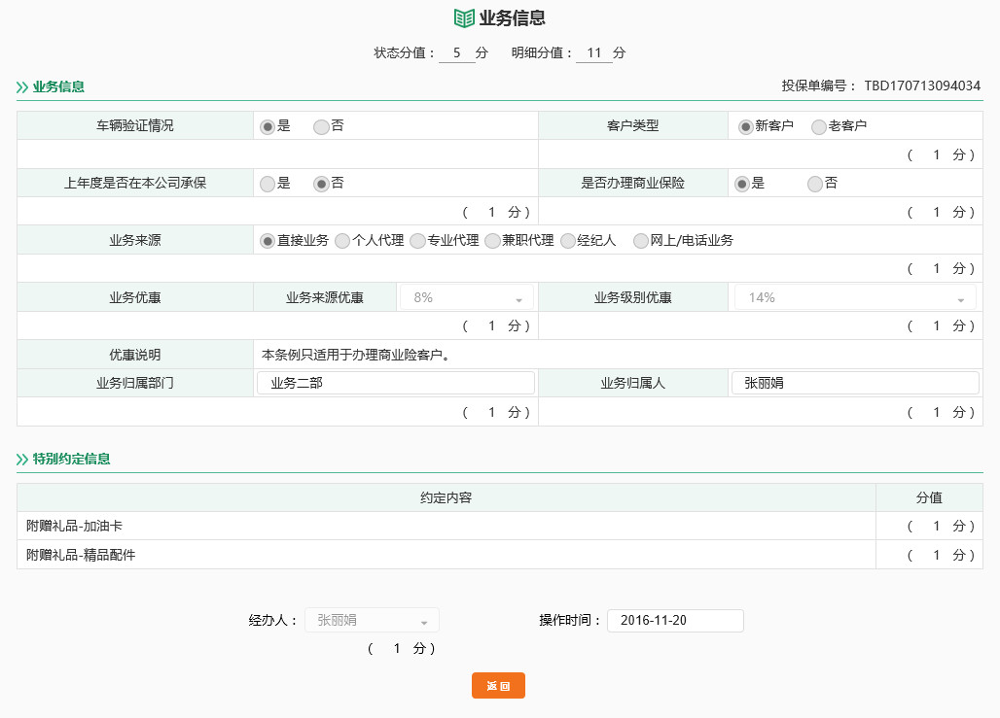 业务信息
状态分值： 5 分 明细分值： 11 分
业务信息 投保单编号： TBD170713094034
车辆验证情况 是 否 客户类型 新客户 老客户
( 1 分 )
上年度是否在本公司承保 是 否 是否办理商业保险 是 否
( 1 分 ) ( 1 分 )
业务来源 直接业务 个人代理 专业代理 兼职代理 经纪人 网上/电话业务
( 1 分 )
业务优惠 业务来源优惠 8% 业务级别优惠 14%
( 1 分 ) ( 1 分 )
优惠说明 本条例只适用于办理商业险客户。
业务归属部门 业务二部 业务归属人 张丽娟
( 1 分 ) ( 1 分 )
特别约定信息
约定内容 分值
附赠礼品-加油卡 ( 1 分 )
附赠礼品-精品配件 ( 1 分 )
经办人： 张丽娟 操作时间： 2016-11-20
( 1 分 )
返回